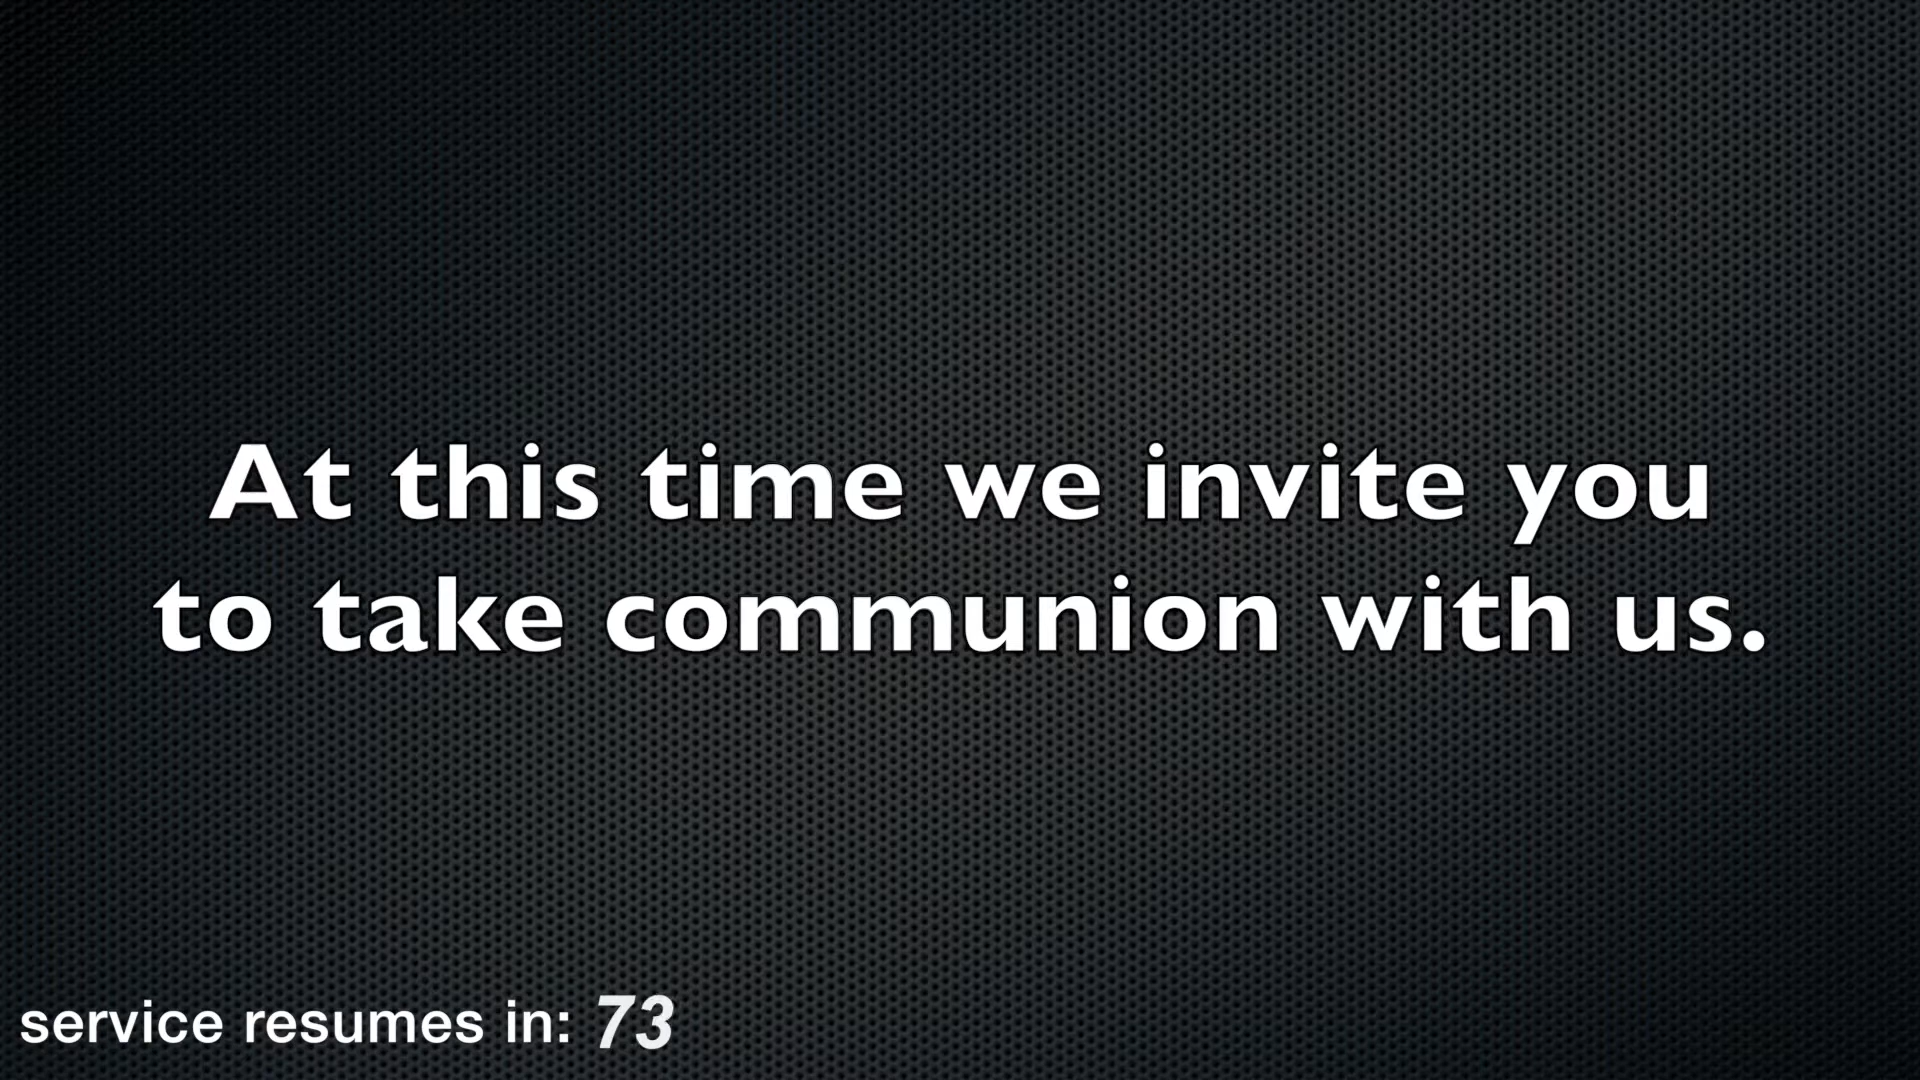 At this time we invite you
to take communion with us.
service resumes in: 73